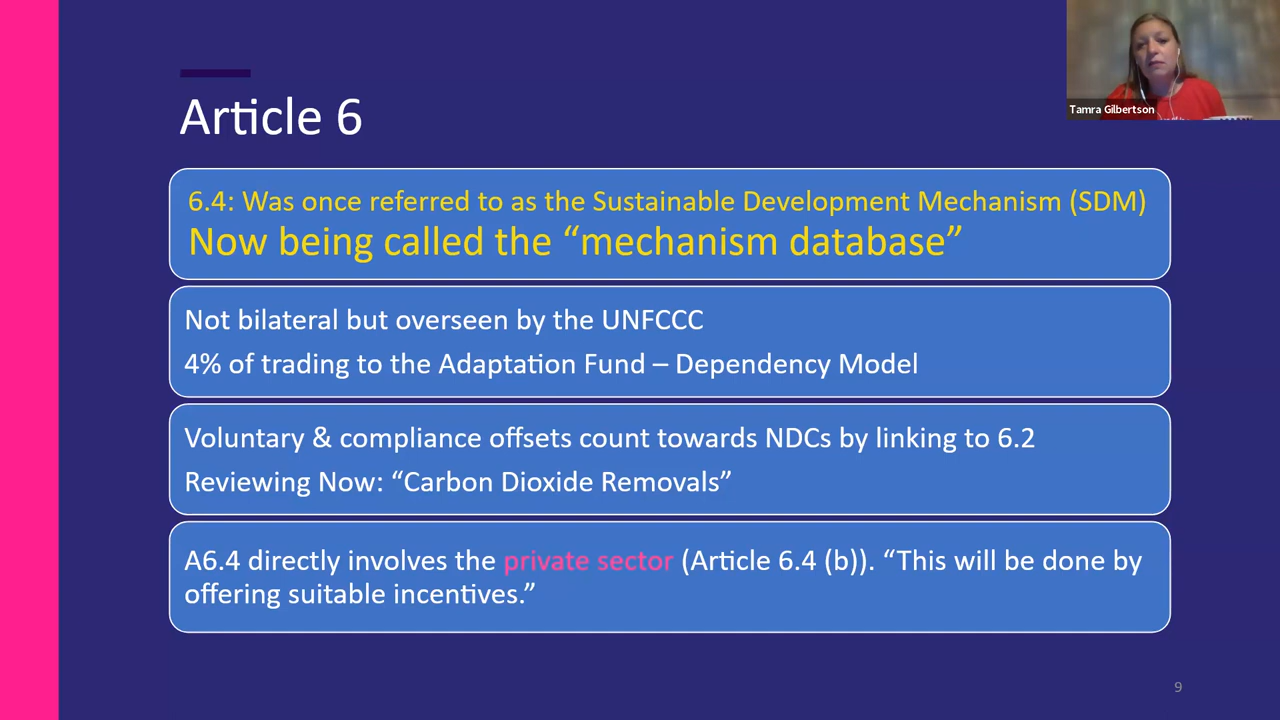 Tamra Gilbertson
Article 6
6.4: Was once referred to as the Sustainable Development Mechanism (SDM)
Now being called the “mechanism database”
Not bilateral but overseen by the UNFCCC
4% of trading to the Adaptation Fund – Dependency Model
Voluntary & compliance offsets count towards NDCs by linking to 6.2
Reviewing Now: “Carbon Dioxide Removals”
A6.4 directly involves the private sector (Article 6.4 (b)). “This will be done by
offering suitable incentives.”
9